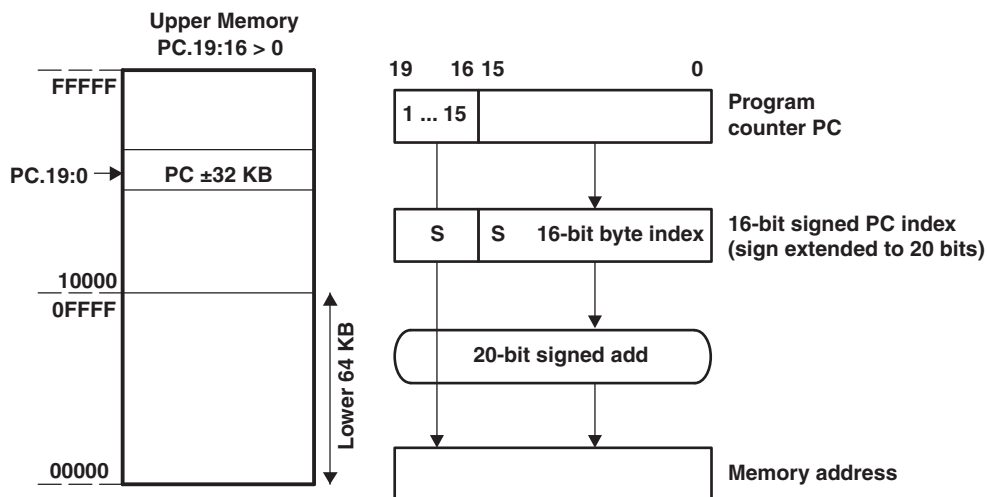 Upper Memory
PC.19:16 > 0
FFFFF
PC.19:0
PC ±32 KB
10000
0FFFF
Lower 64 KB
00000
19 16 15 0
1 ... 15
Program
counter PC
S S 16-bit byte index
16-bit signed PC index
(sign extended to 20 bits)
20-bit signed add
Memory address